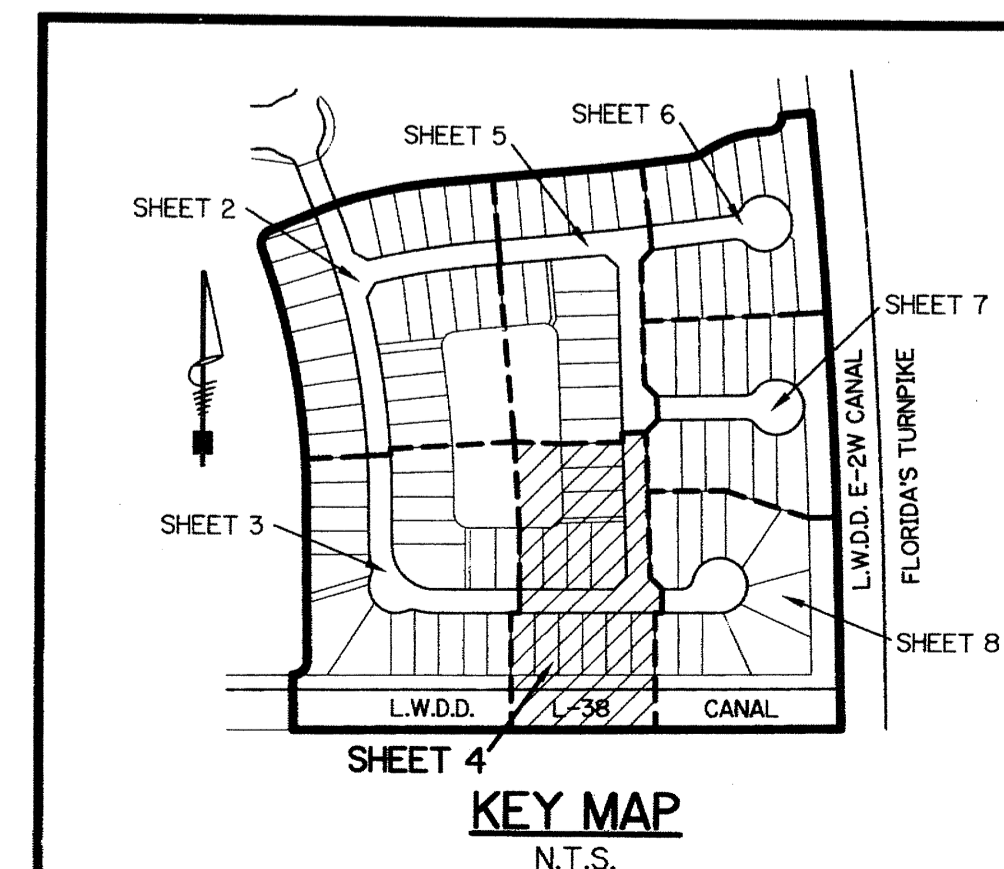 SHEET 6
SHEET 5
SHEET 2
SHEET 7
L.W.D.D. E-2W CANAL
FLORIDA'S TURNPIKE
SHEET 3
SHEET 8
L.W.D.D. L-38 CANAL
SHEET 4
KEY MAP
N.T.S.